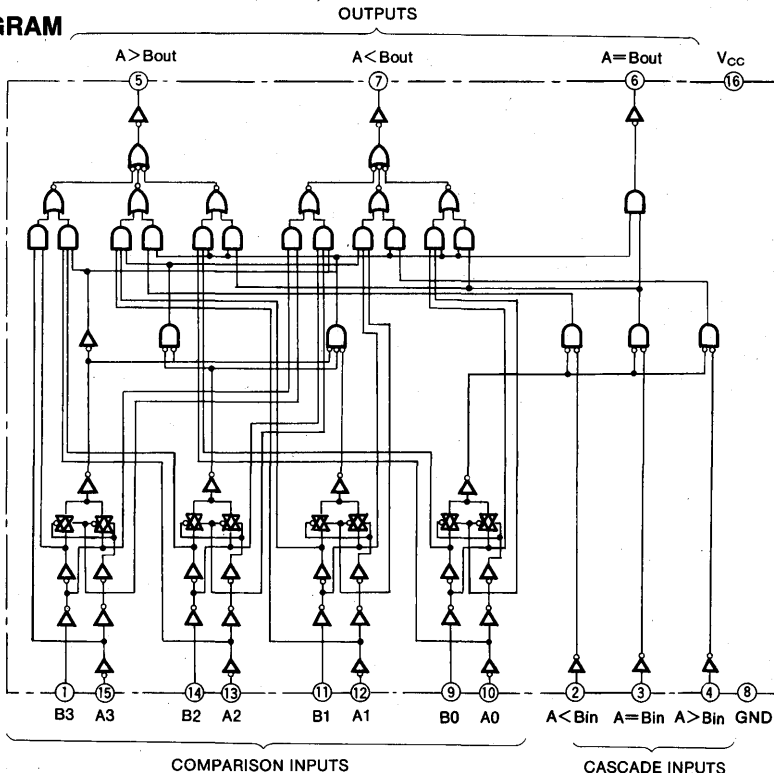 GRAM
OUTPUTS
A>Bout A<Bout A=Bout VCC
5 7 6 16
1 15 14 13 11 12 9 10 2 3 4 8
B3 A3 B2 A2 B1 A1 B0 A0 A<Bin A=Bin A>Bin GND
COMPARISON INPUTS CASCADE INPUTS